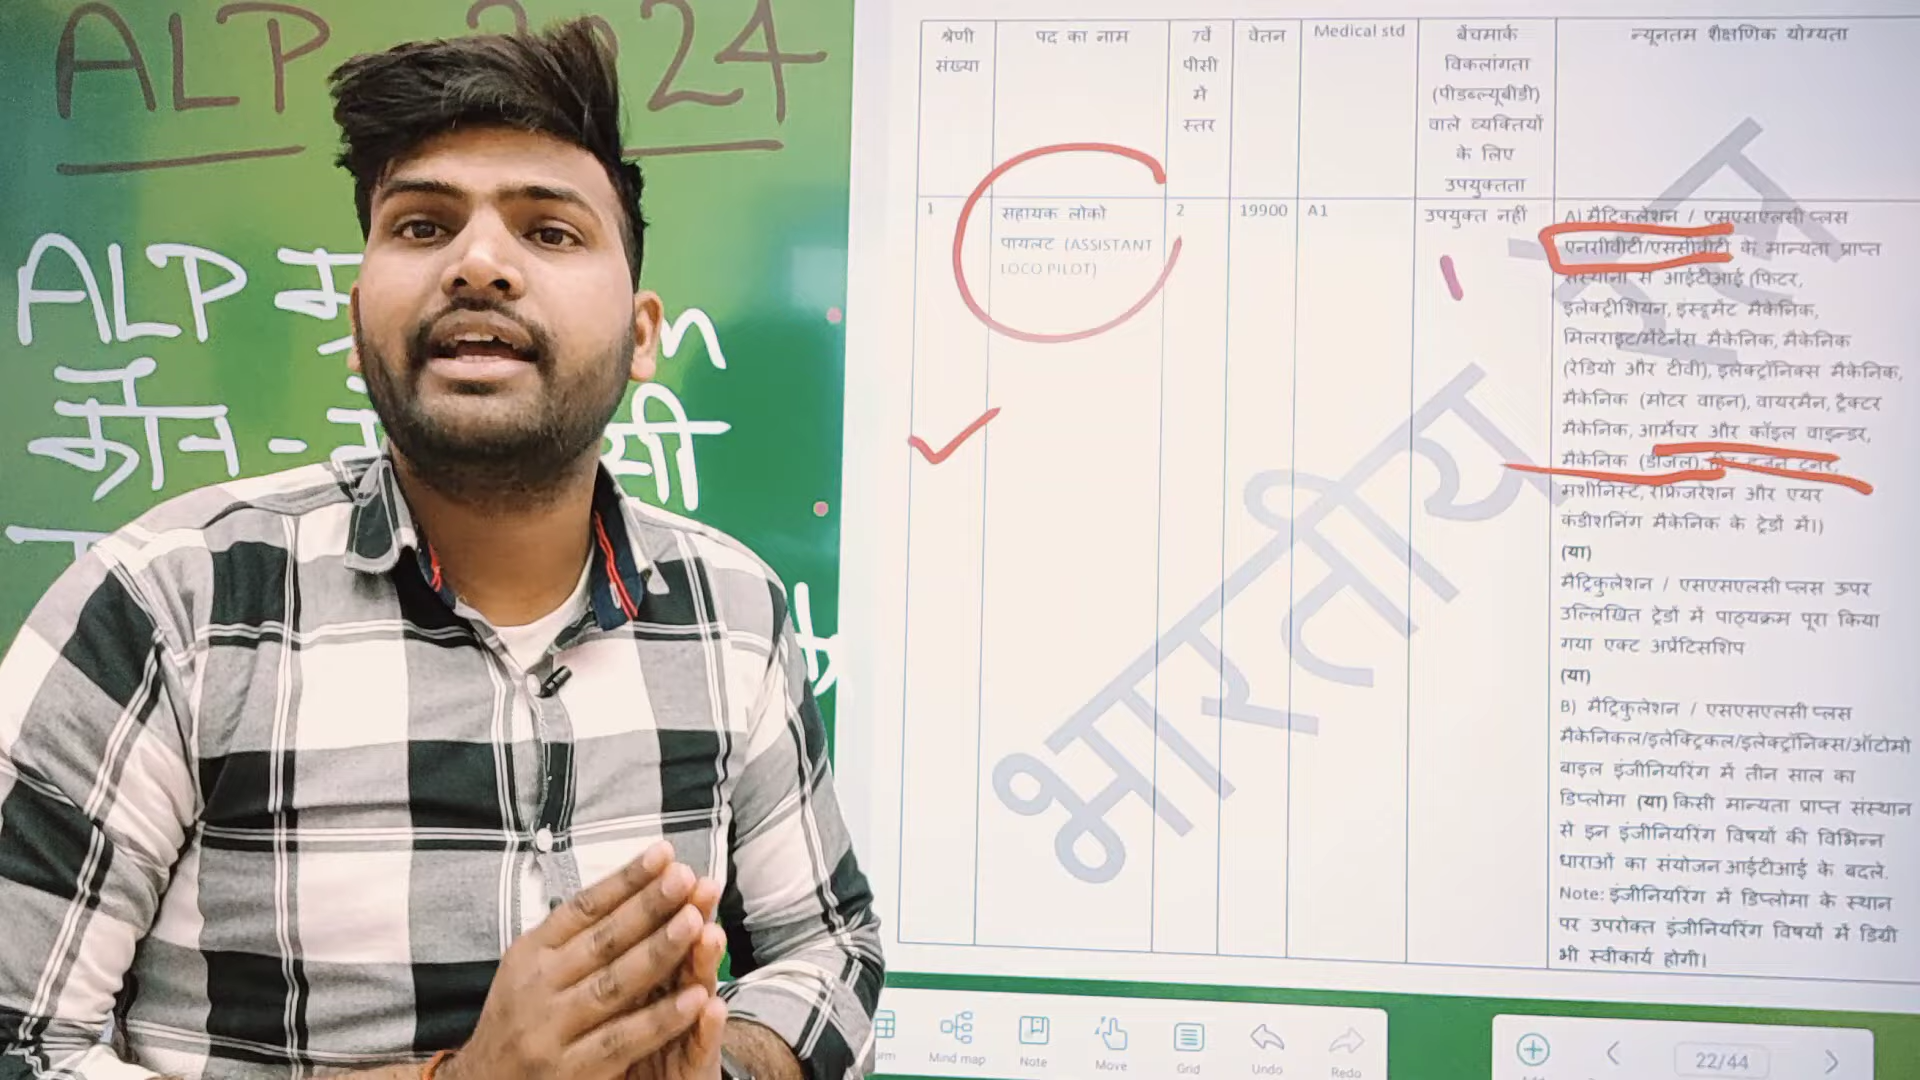 ALP 2024
ALP
कौन -
श्रेणी
संख्या
पद का नाम
7वें
पीसी
में
स्तर
वेतन
Medical std
बेंचमार्क
विकलांगता
(पीडब्ल्यूबीडी)
वाले व्यक्तियों
के लिए
उपयुक्तता
न्यूनतम शैक्षणिक योग्यता
1
सहायक लोको
पायलट (ASSISTANT
LOCO PILOT)
2
19900
A1
उपयुक्त नहीं
A) मैट्रिकुलेशन / एसएसएलसी प्लस
एनसीवीटी/एससीवीटी के मान्यता प्राप्त
संस्थानों से आईटीआई (फिटर,
इलेक्ट्रीशियन, इंस्ट्रूमेंट मैकेनिक,
मिलराइट/मेंटेनेंस मैकेनिक, मैकेनिक
(रेडियो और टीवी), इलेक्ट्रॉनिक्स मैकेनिक,
मैकेनिक (मोटर वाहन), वायरमैन, ट्रैक्टर
मैकेनिक, आर्मेचर और कॉइल वाइन्डर,
मैकेनिक (डीजल), हीट इंजन टर्नर,
मशीनिस्ट, रेफ्रिजरेशन और एयर
कंडीशनिंग मैकेनिक के ट्रेडों में।)
(या)
मैट्रिकुलेशन / एसएसएलसी प्लस ऊपर
उल्लिखित ट्रेडों में पाठ्यक्रम पूरा किया
गया एक्ट अप्रेंटिसशिप
(या)
B) मैट्रिकुलेशन / एसएसएलसी प्लस
मैकेनिकल/इलेक्ट्रिकल/इलेक्ट्रॉनिक्स/ऑटोमो
बाइल इंजीनियरिंग में तीन साल का
डिप्लोमा (या) किसी मान्यता प्राप्त संस्थान
से इन इंजीनियरिंग विषयों की विभिन्न
धाराओं का संयोजन आईटीआई के बदले.
Note: इंजीनियरिंग में डिप्लोमा के स्थान
पर उपरोक्त इंजीनियरिंग विषयों में डिग्री
भी स्वीकार्य होगी।
भारतीय रेल
Mind map
Note
Move
Grid
Undo
Redo
22/44